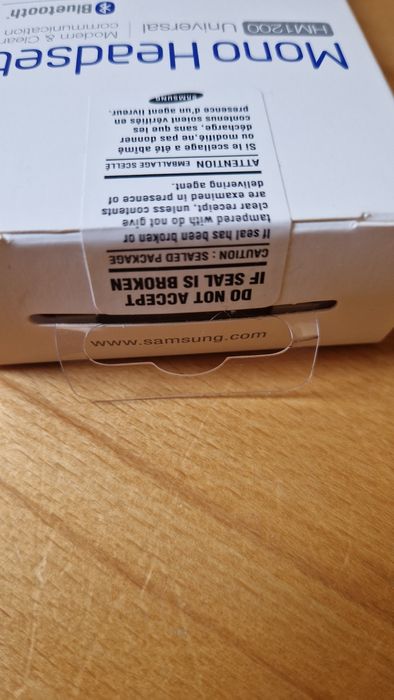 Mono Headset
HM1200 Universal
Modern & Clear
communication
Bluetooth®
DO NOT ACCEPT
IF SEAL IS BROKEN
CAUTION : SEALED PACKAGE
If seal has been broken or
tampered with do not give
clear receipt, unless contents
are examined in presence of
delivering agent.
ATTENTION EMBALLAGE SCELLÉ
Si le scellage a été abîmé
ou modifié, ne pas donner
décharge, sans que les
contenus soient vérifiés en
présence d'un agent livreur.
SAMSUNG
www.samsung.com